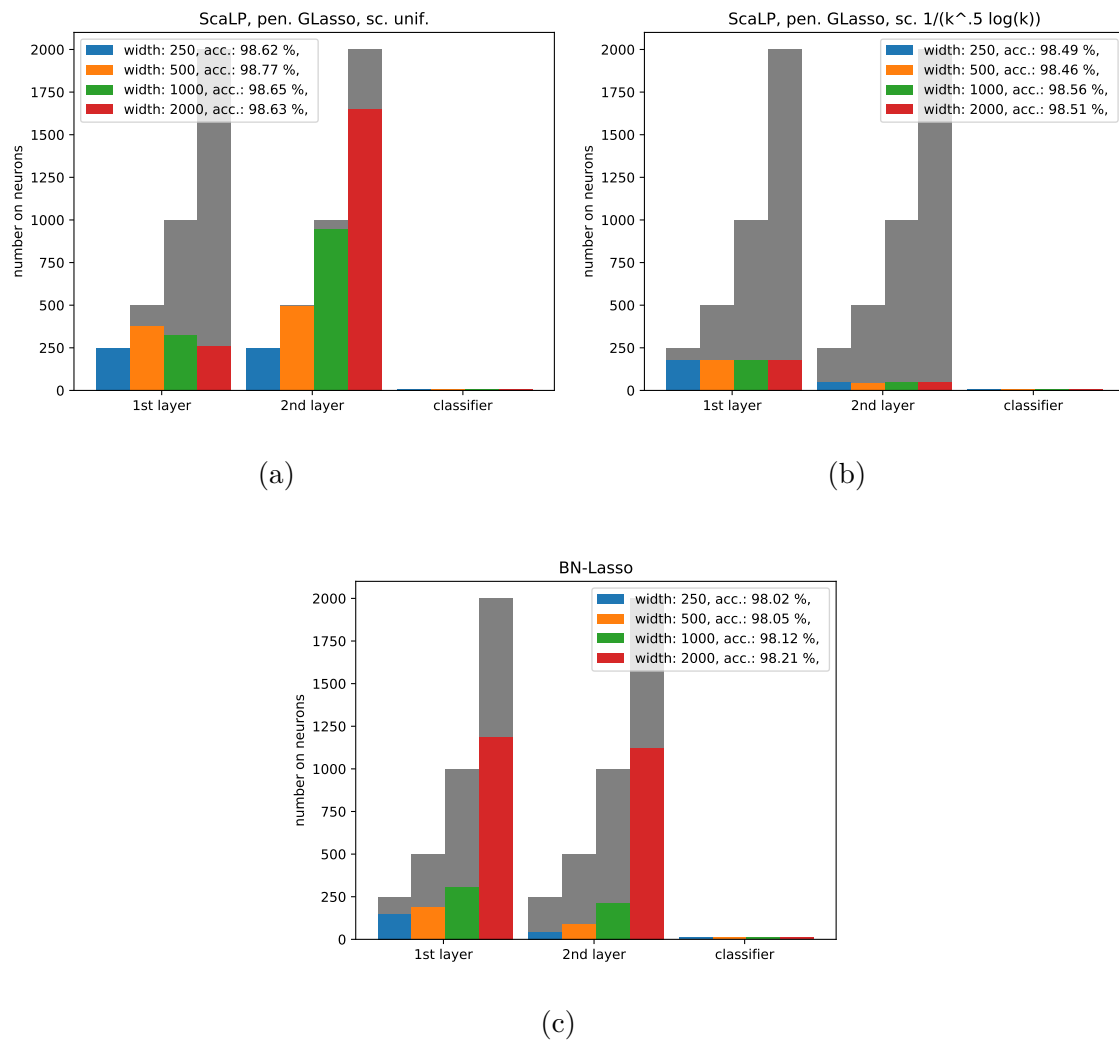 ScaLP, pen. GLasso, sc. unif.
number on neurons
2000
1750
1500
1250
1000
750
500
250
0
width: 250, acc.: 98.62 %,
width: 500, acc.: 98.77 %,
width: 1000, acc.: 98.65 %,
width: 2000, acc.: 98.63 %,
1st layer
2nd layer
classifier
(a)
ScaLP, pen. GLasso, sc. 1/(k^.5 log(k))
number on neurons
2000
1750
1500
1250
1000
750
500
250
0
width: 250, acc.: 98.49 %,
width: 500, acc.: 98.46 %,
width: 1000, acc.: 98.56 %,
width: 2000, acc.: 98.51 %,
1st layer
2nd layer
classifier
(b)
BN-Lasso
number on neurons
2000
1750
1500
1250
1000
750
500
250
0
width: 250, acc.: 98.02 %,
width: 500, acc.: 98.05 %,
width: 1000, acc.: 98.12 %,
width: 2000, acc.: 98.21 %,
1st layer
2nd layer
classifier
(c)